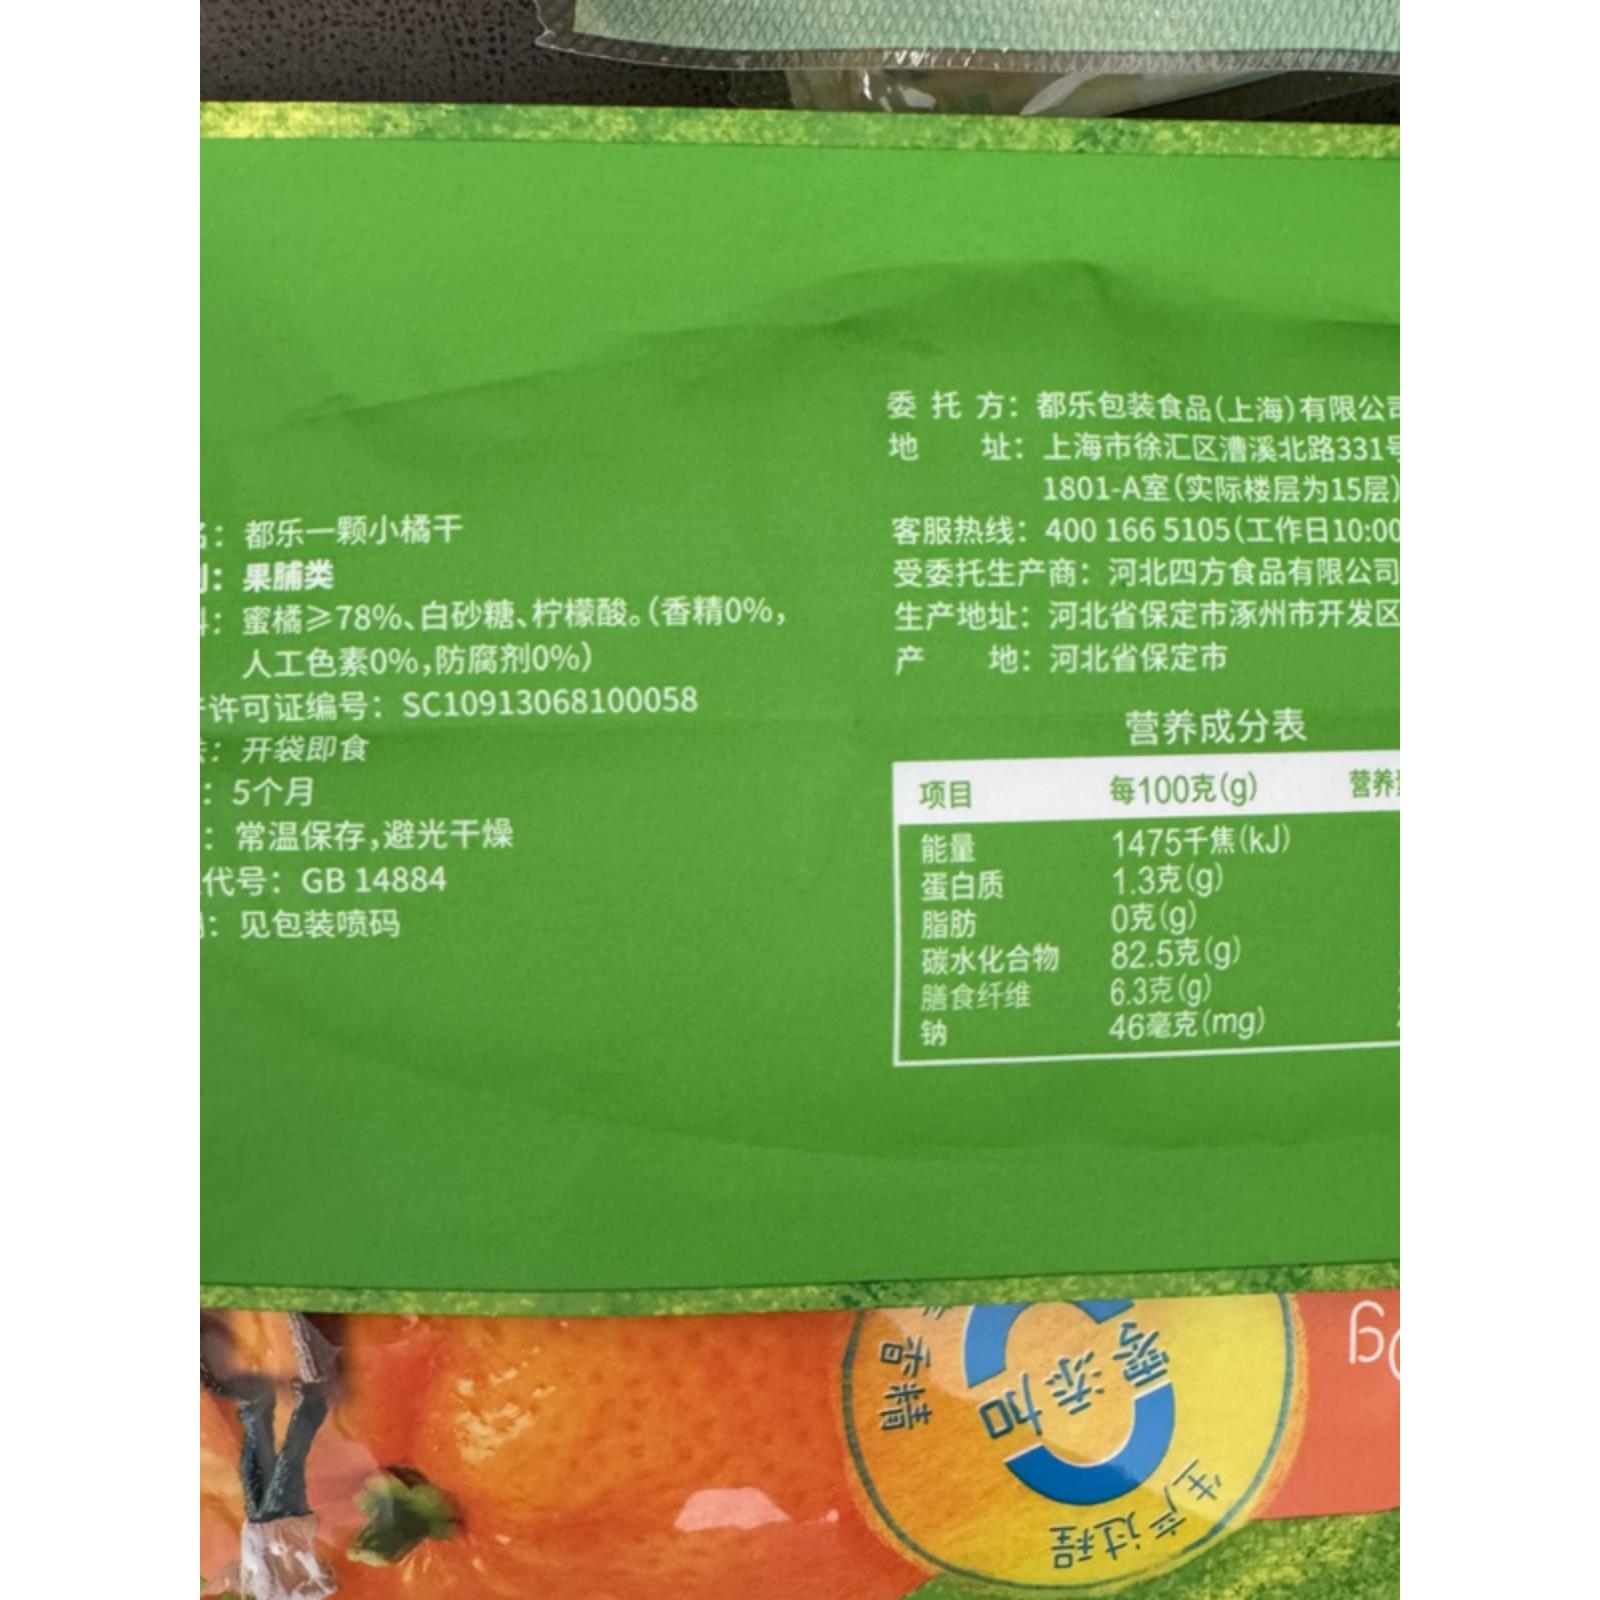 名：都乐一颗小橘干
果脯类
蜜橘≥78%、白砂糖、柠檬酸。（香精0%，
人工色素0%，防腐剂0%）
许可证编号：SC10913068100058
开袋即食
：5个月
：常温保存，避光干燥
代号：GB 14884
见包装喷码
委托方：都乐包装食品（上海）有限公司
地址：上海市徐汇区漕溪北路331号
1801-A室（实际楼层为15层）
客服热线：400 166 5105（工作日10:00
受委托生产商：河北四方食品有限公司
生产地址：河北省保定市涿州市开发区
产地：河北省保定市
营养成分表
项目 每100克(g) 营养
能量 1475千焦(kJ)
蛋白质 1.3克(g)
脂肪 0克(g)
碳水化合物 82.5克(g)
膳食纤维 6.3克(g)
钠 46毫克(mg)
0g
零添加
香精
生产过程